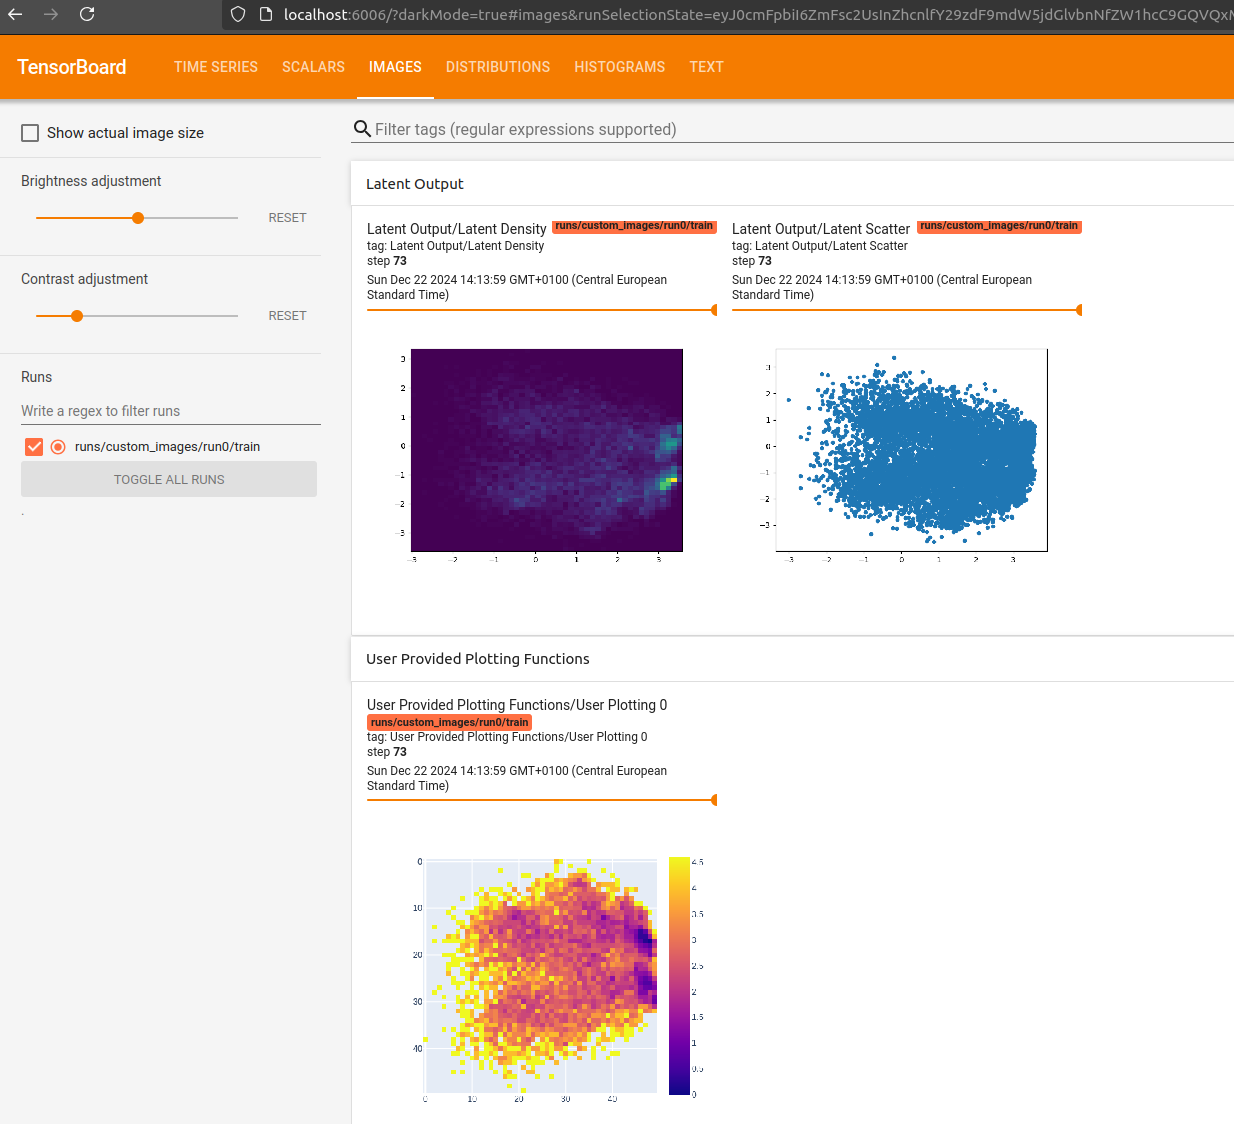 localhost:6006/?darkMode=true#images&runSelectionState=eyJ0cmFpbiI6ZmFsc2UsInZhcnlfY29zdF9mdW5jdGlvbnNfZW1hcC9GQVQxM
TensorBoard
TIME SERIES SCALARS IMAGES DISTRIBUTIONS HISTOGRAMS TEXT
Show actual image size
Brightness adjustment
RESET
Contrast adjustment
RESET
Runs
Write a regex to filter runs
runs/custom_images/run0/train
TOGGLE ALL RUNS
.
Filter tags (regular expressions supported)
Latent Output
Latent Output/Latent Density runs/custom_images/run0/train
tag: Latent Output/Latent Density
step 73
Sun Dec 22 2024 14:13:59 GMT+0100 (Central European
Standard Time)
3
2
1
0
−1
−2
−3
−3 −2 −1 0 1 2 3
Latent Output/Latent Scatter runs/custom_images/run0/train
tag: Latent Output/Latent Scatter
step 73
Sun Dec 22 2024 14:13:59 GMT+0100 (Central European
Standard Time)
3
2
1
0
−1
−2
−3
−3 −2 −1 0 1 2 3
User Provided Plotting Functions
User Provided Plotting Functions/User Plotting 0
runs/custom_images/run0/train
tag: User Provided Plotting Functions/User Plotting 0
step 73
Sun Dec 22 2024 14:13:59 GMT+0100 (Central European
Standard Time)
0
10
20
30
40
0 10 20 30 40
4.5
4
3.5
3
2.5
2
1.5
1
0.5
0